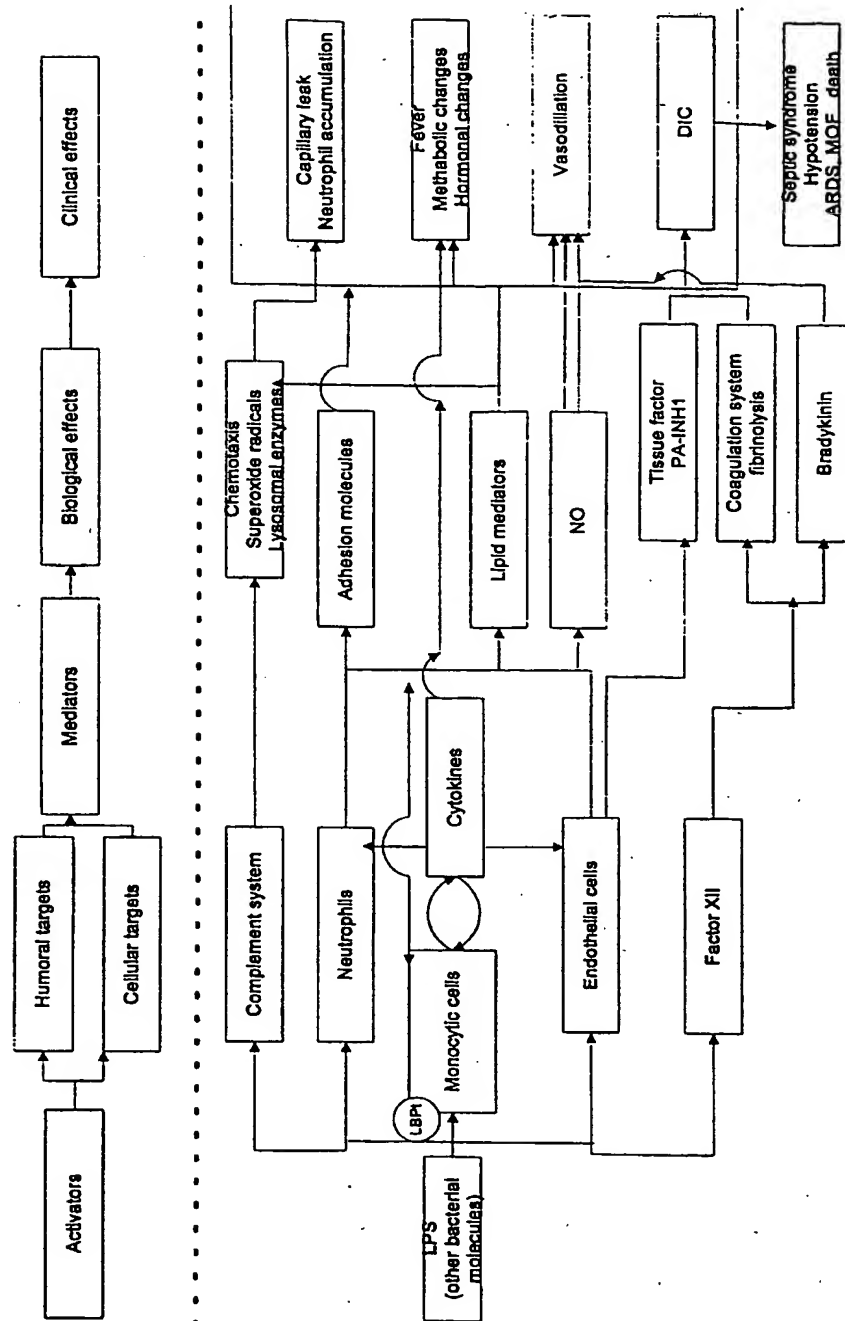 Activators
Humoral targets
Cellular targets
Mediators
Biological effects
Clinical effects
LPS
(other bacterial
molecules)
LBPt
Complement system
Neutrophils
Monocytic cells
Endothelial cells
Factor XII
Cytokines
Chemotaxis
Superoxide radicals
Lysosomal enzymes
Adhesion molecules
Lipid mediators
NO
Tissue factor
PA-INH1
Coagulation system
fibrinolysis
Bradykinin
Capillary leak
Neutrophil accumulation
Fever
Methabolic changes
Hormonal changes
Vasodiliation
DIC
Septic syndrome
Hypotension
ARDS, MOF, death